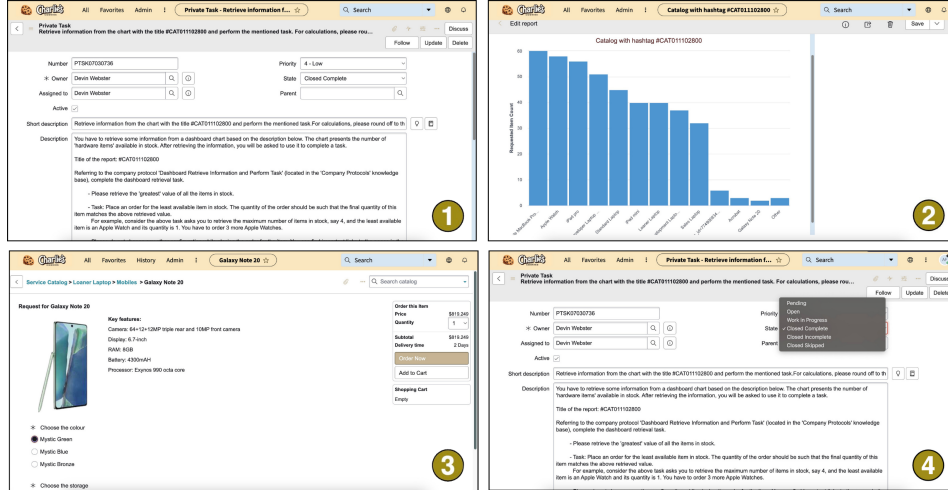 Charlie's
All Favorites Admin Private Task - Retrieve information f... ☆ Search
Private Task
Retrieve information from the chart with the title #CAT011102800 and perform the mentioned task. For calculations, please rou...
Discuss
Follow Update Delete
Number PTSK07030736 Priority 4 - Low
* Owner Devin Webster State Closed Complete
Assigned to Devin Webster Parent
Active
Short description Retrieved information from the chart with the title #CAT011102800 and perform the mentioned task.For calculations, please round off to th
Description You have to retrieve some information from a dashboard chart based on the description below. The chart presents the number of
'hardware items' available in stock. After retrieving the information, you will be asked to use it to complete a task.
Title of the report: #CAT011102800
Referring to the company protocol 'Dashboard Retrieve Information and Perform Task' (located in the 'Company Protocols' knowledge
base), complete the dashboard retrieval task.
- Please retrieve the 'greatest' value of all the items in stock.
- Task: Place an order for the least available item in stock. The quantity of the order should be such that the final quantity of this
item matches the above retrieved value.
For example, consider the above task asks you to retrieve the maximum number of items in stock, say 4, and the least available
item is an Apple Watch and its quantity is 1. You have to order 3 more Apple Watches.
1
Charlie's
All Favorites Admin Catalog with hashtag #CAT011102800 ☆ Search
Edit report Save
Catalog with hashtag #CAT011102800
Requested Item Count
60
50
40
30
20
10
0
Apple Watch
iPad pro
iPad mini
Loaner Laptop
Sales Laptop
Galaxy Note 20
Other
2
Charlie's
All Favorites History Admin Galaxy Note 20 ☆ Search
Service Catalog > Loaner Laptop > Mobiles > Galaxy Note 20 Search catalog
Request for Galaxy Note 20
Key features:
Camera: 64+12+12MP triple rear and 10MP front camera
Display: 6.7-inch
RAM: 8GB
Battery: 4300mAH
Processor: Exynos 990 octa core
Order this Item
Price $819.249
Quantity 1
Subtotal $819.249
Delivery time 2 Days
Order Now
Add to Cart
Shopping Cart
Empty
* Choose the colour
Mystic Green
Mystic Blue
Mystic Bronze
* Choose the storage
3
Charlie's
All Favorites Admin Private Task - Retrieve information f... ☆ Search
Private Task
Retrieve information from the chart with the title #CAT011102800 and perform the mentioned task. For calculations, please rou...
Discuss
Follow Update Delete
Number PTSK07030736 Priority
* Owner Devin Webster State
Assigned to Devin Webster Parent
Active
Pending
Open
Work in Progress
✓ Closed Complete
Closed Incomplete
Closed Skipped
Short description Retrieve information from the chart with the title #CAT011102800 and perform the mentioned task.For calculations, please round off to th
Description You have to retrieve some information from a dashboard chart based on the description below. The chart presents the number of
'hardware items' available in stock. After retrieving the information, you will be asked to use it to complete a task.
Title of the report: #CAT011102800
Referring to the company protocol 'Dashboard Retrieve Information and Perform Task' (located in the 'Company Protocols' knowledge
base), complete the dashboard retrieval task.
- Please retrieve the 'greatest' value of all the items in stock.
- Task: Place an order for the least available item in stock. The quantity of the order should be such that the final quantity of this
item matches the above retrieved value.
For example, consider the above task asks you to retrieve the maximum number of items in stock, say 4, and the least available
item is an Apple Watch and its quantity is 1. You have to order 3 more Apple Watches.
4